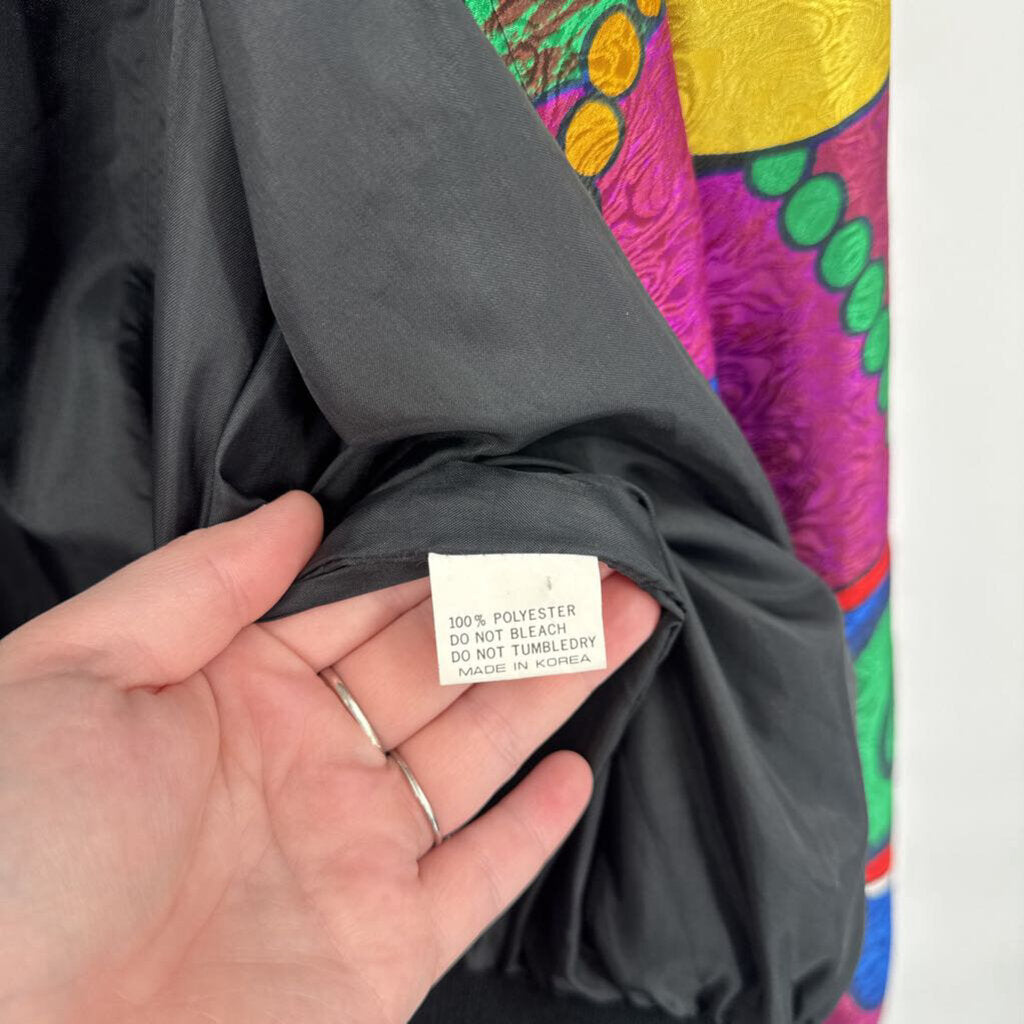 100% POLYESTER
DO NOT BLEACH
DO NOT TUMBLEDRY
MADE IN KOREA